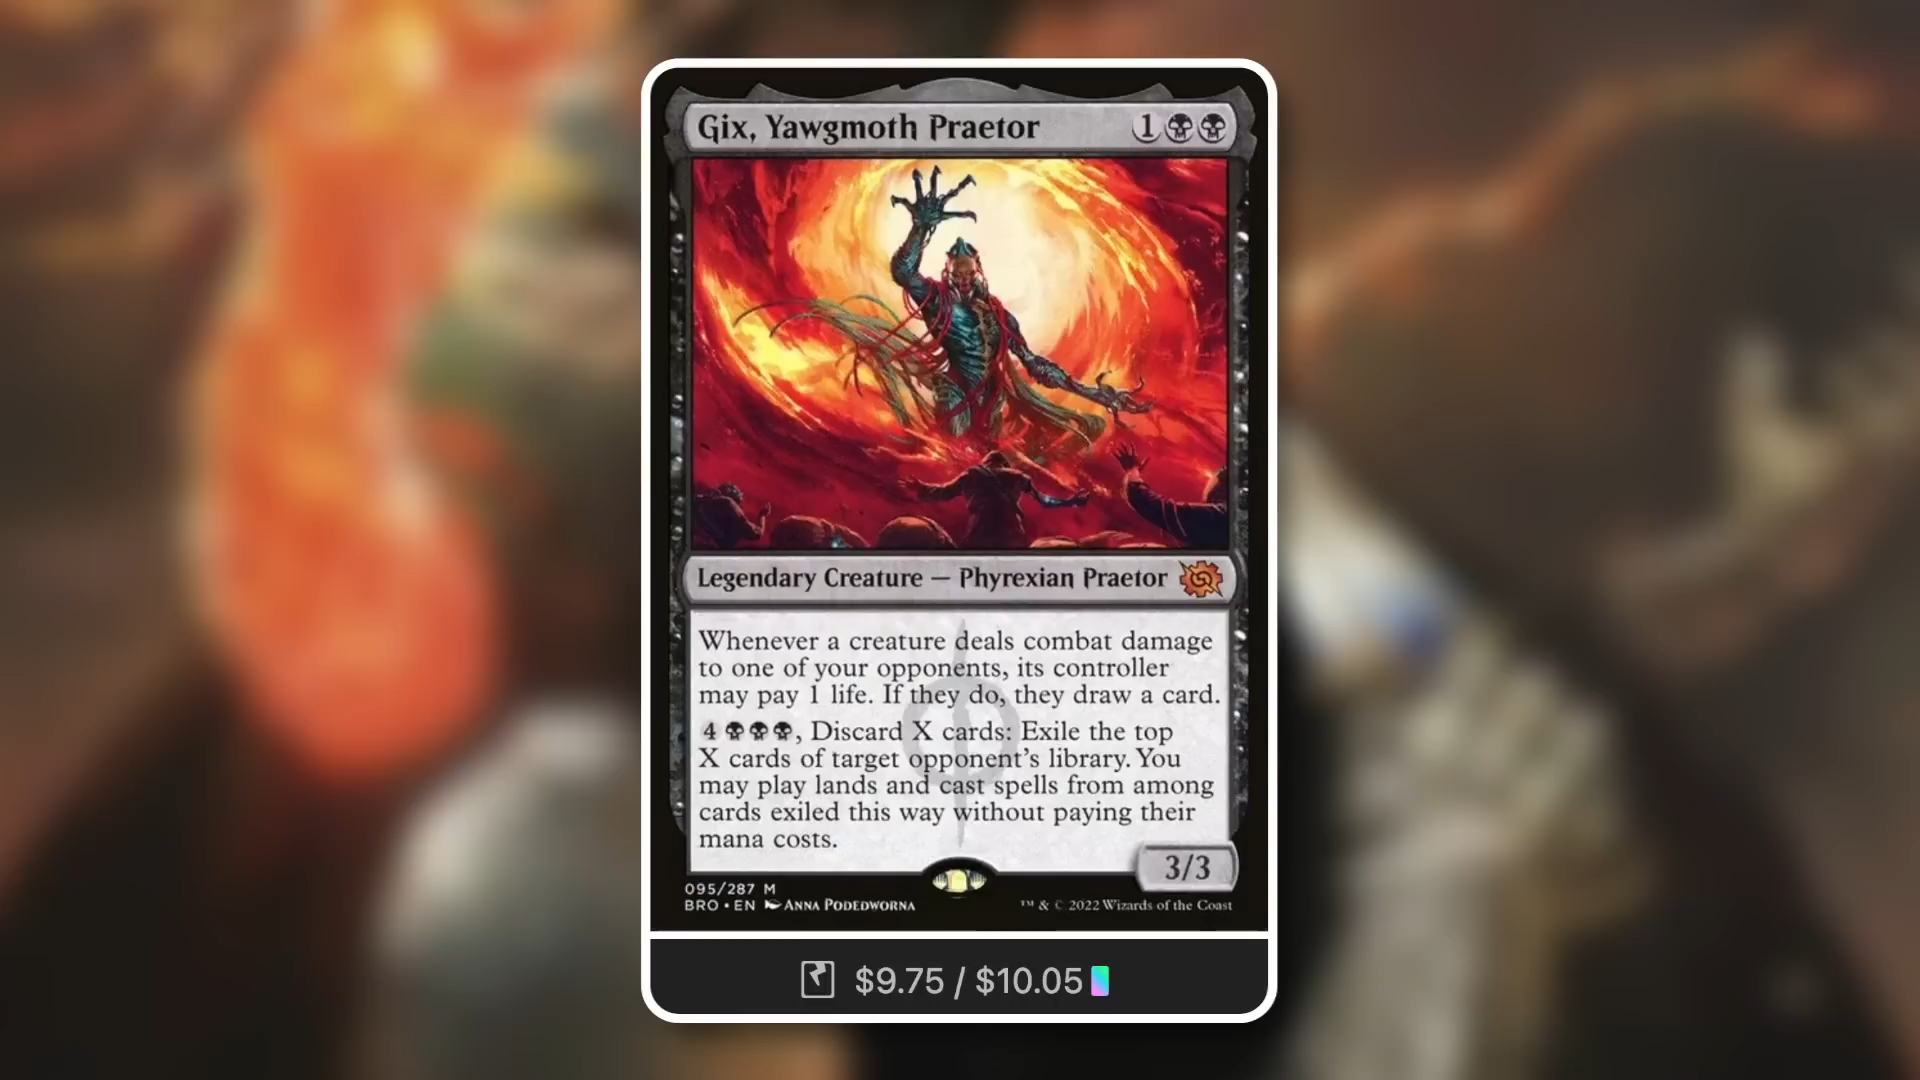 Gix, Yawgmoth Praetor 1
Legendary Creature — Phyrexian Praetor
Whenever a creature deals combat damage
to one of your opponents, its controller
may pay 1 life. If they do, they draw a card.
4, Discard X cards: Exile the top
X cards of target opponent's library. You
may play lands and cast spells from among
cards exiled this way without paying their
mana costs.
3/3
095/287 M
BRO • EN ANNA PODEDWORNA
™ & © 2022 Wizards of the Coast
$9.75 / $10.05